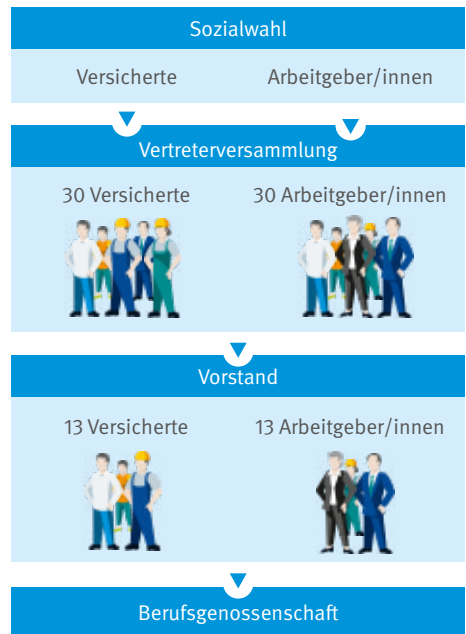 Sozialwahl
Versicherte Arbeitgeber/innen
Vertreterversammlung
30 Versicherte 30 Arbeitgeber/innen
Vorstand
13 Versicherte 13 Arbeitgeber/innen
Berufsgenossenschaft